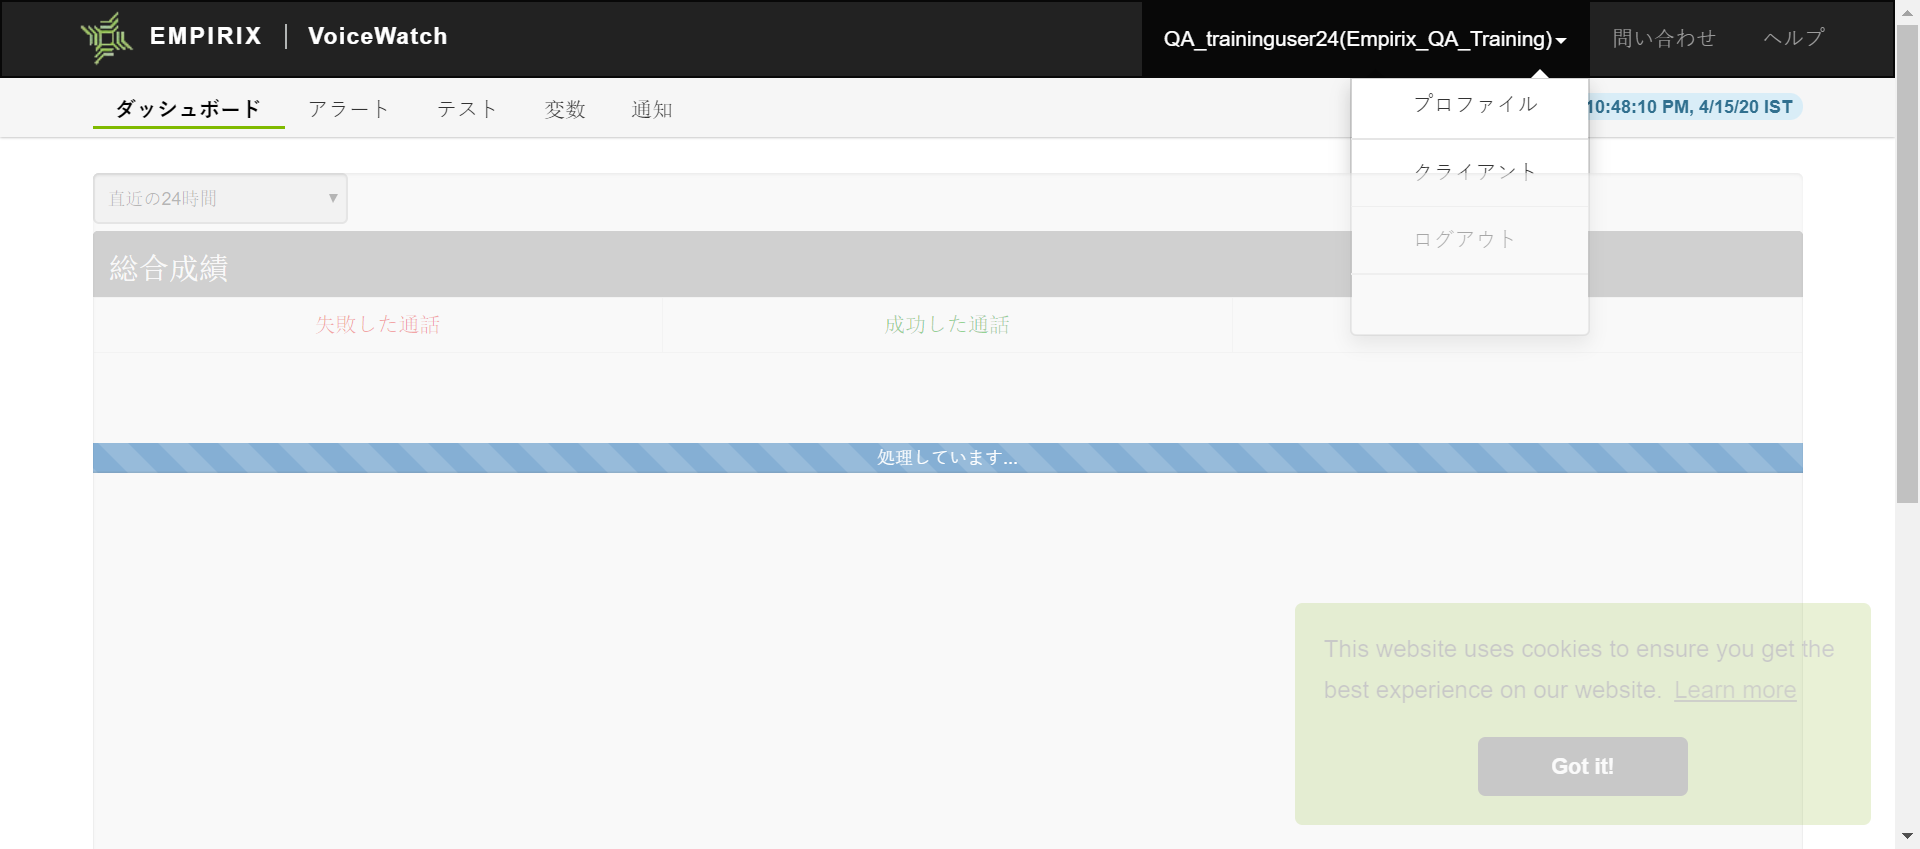 EMPIRIX | VoiceWatch
QA_traininguser24(Empirix_QA_Training)
問い合わせ
ヘルプ
ダッシュボード
アラート
テスト
変数
通知
10:48:10 PM, 4/15/20 IST
プロファイル
クライアント
ログアウト
直近の24時間
総合成績
失敗した通話
成功した通話
処理しています...
This website uses cookies to ensure you get the
best experience on our website. Learn more
Got it!